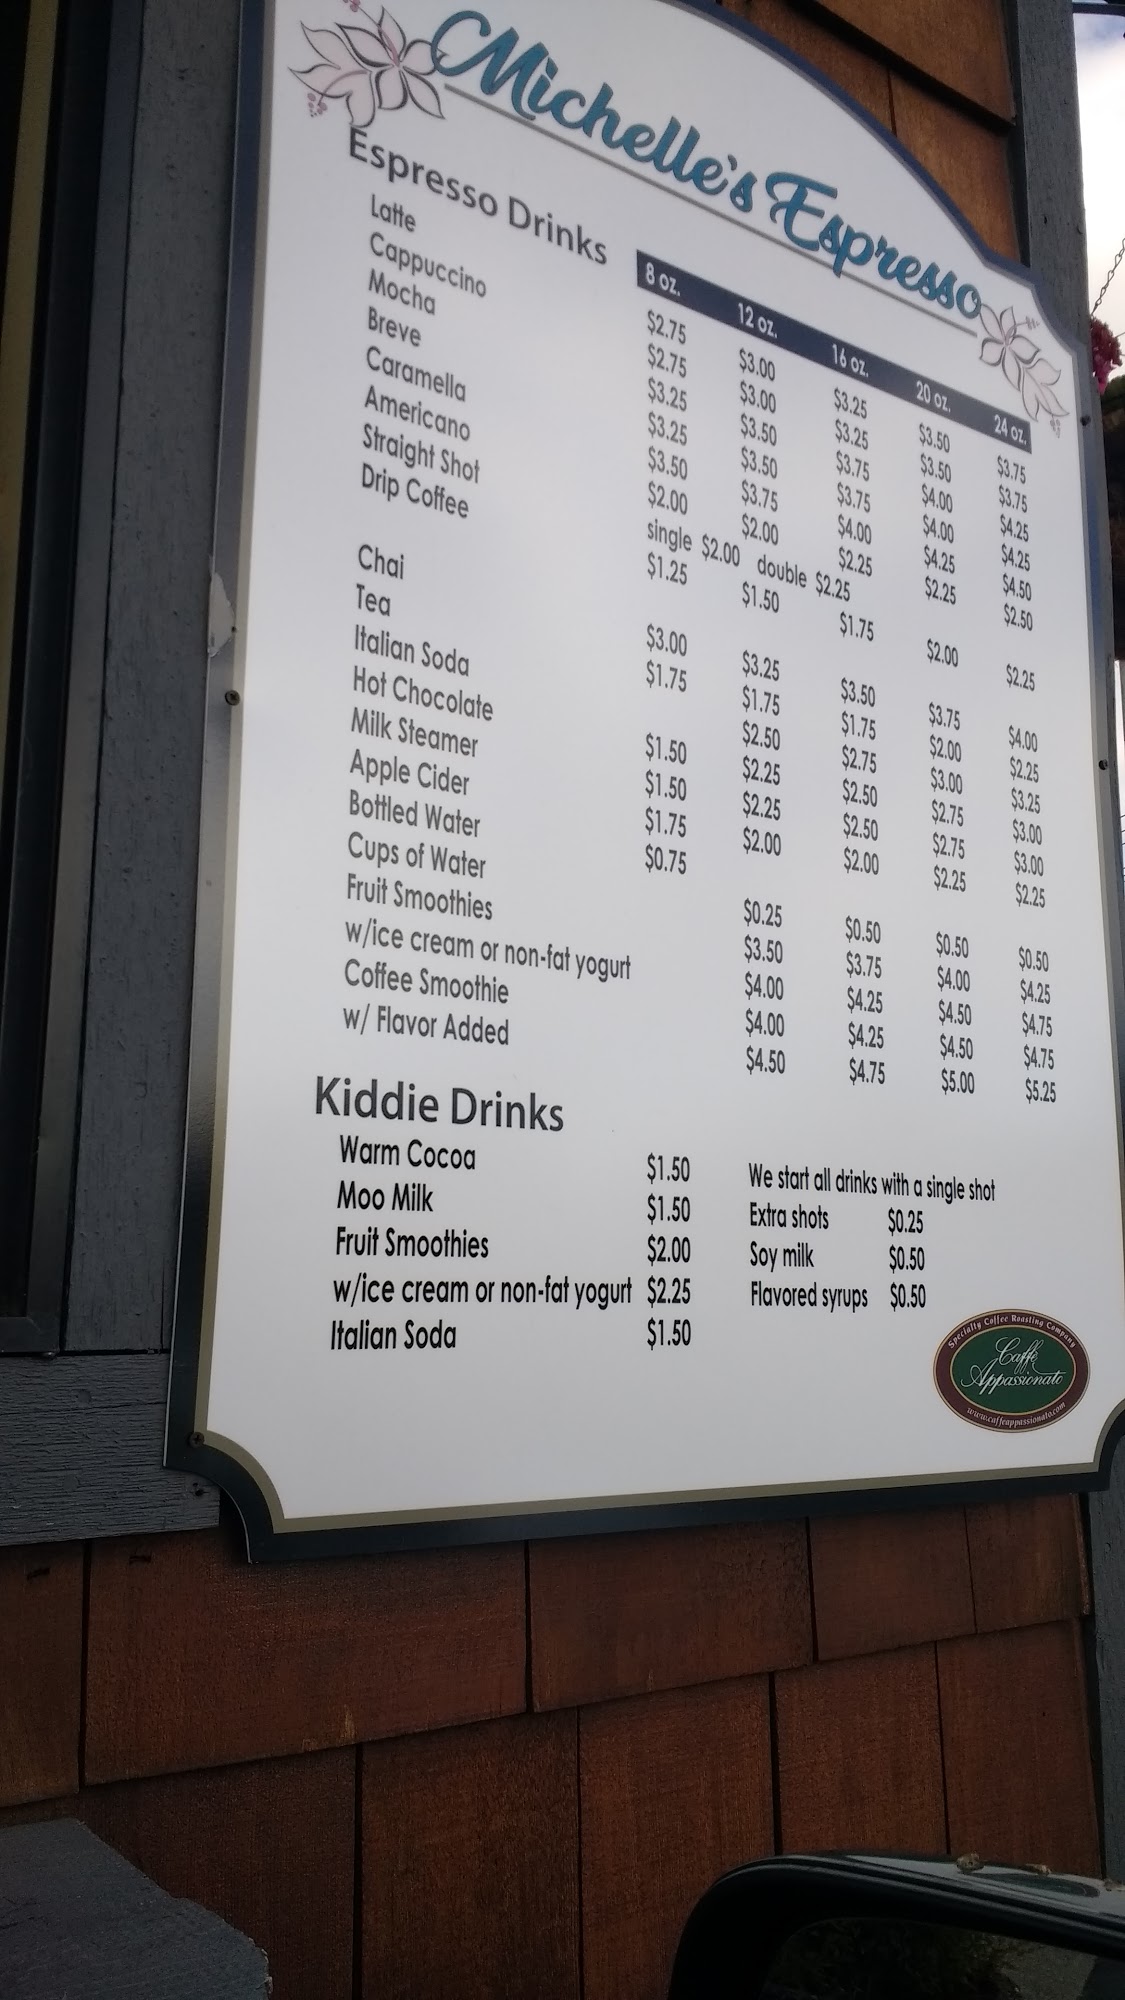 Michelle's Espresso
Espresso Drinks 8 oz. 12 oz. 16 oz. 20 oz. 24 oz.
Latte $2.75 $3.00 $3.25 $3.50 $3.75
Cappuccino $2.75 $3.00 $3.25 $3.50 $3.75
Mocha $3.25 $3.50 $3.75 $4.00 $4.25
Breve $3.25 $3.50 $3.75 $4.00 $4.25
Caramella $3.50 $3.75 $4.00 $4.25 $4.50
Americano $2.00 $2.00 $2.25 $2.25 $2.50
Straight Shot single $2.00 double $2.25
Drip Coffee $1.25 $1.50 $1.75 $2.00 $2.25
Chai $3.00 $3.25 $3.50 $3.75 $4.00
Tea $1.75 $1.75 $1.75 $2.00 $2.25
Italian Soda $2.50 $2.75 $3.00 $3.25
Hot Chocolate $1.50 $2.25 $2.50 $2.75 $3.00
Milk Steamer $1.50 $2.25 $2.50 $2.75 $3.00
Apple Cider $1.75 $2.00 $2.00 $2.25 $2.25
Bottled Water $0.75
Cups of Water $0.25 $0.50 $0.50 $0.50
Fruit Smoothies $3.50 $3.75 $4.00 $4.25
w/ice cream or non-fat yogurt $4.00 $4.25 $4.50 $4.75
Coffee Smoothie $4.00 $4.25 $4.50 $4.75
w/ Flavor Added $4.50 $4.75 $5.00 $5.25
Kiddie Drinks
Warm Cocoa $1.50
Moo Milk $1.50
Fruit Smoothies $2.00
w/ice cream or non-fat yogurt $2.25
Italian Soda $1.50
We start all drinks with a single shot
Extra shots $0.25
Soy milk $0.50
Flavored syrups $0.50
Specialty Coffee Roasting Company
Caffè
Appassionato
www.caffeappassionato.com